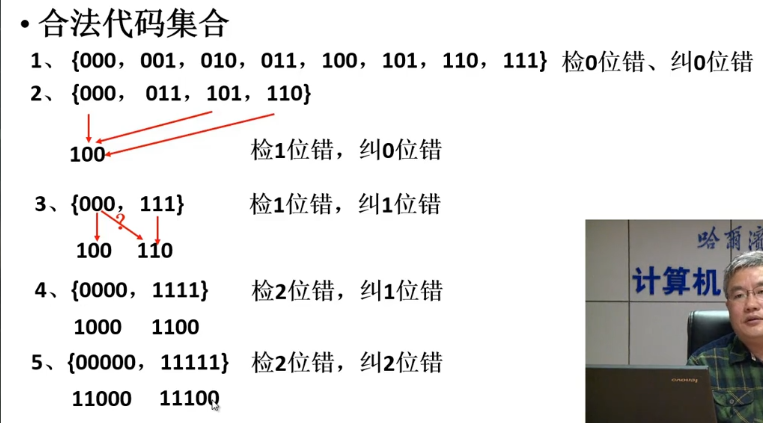 • 合法代码集合
1、 {000，001，010，011，100，101，110，111} 检0位错、纠0位错
2、 {000， 011，101，110}
100 检1位错，纠0位错
3、 {000，111} 检1位错，纠1位错
?
100 110
4、 {0000，1111} 检2位错，纠1位错
1000 1100
5、 {00000，11111} 检2位错，纠2位错
11000 11100
哈爾濱
计算机
lenovo